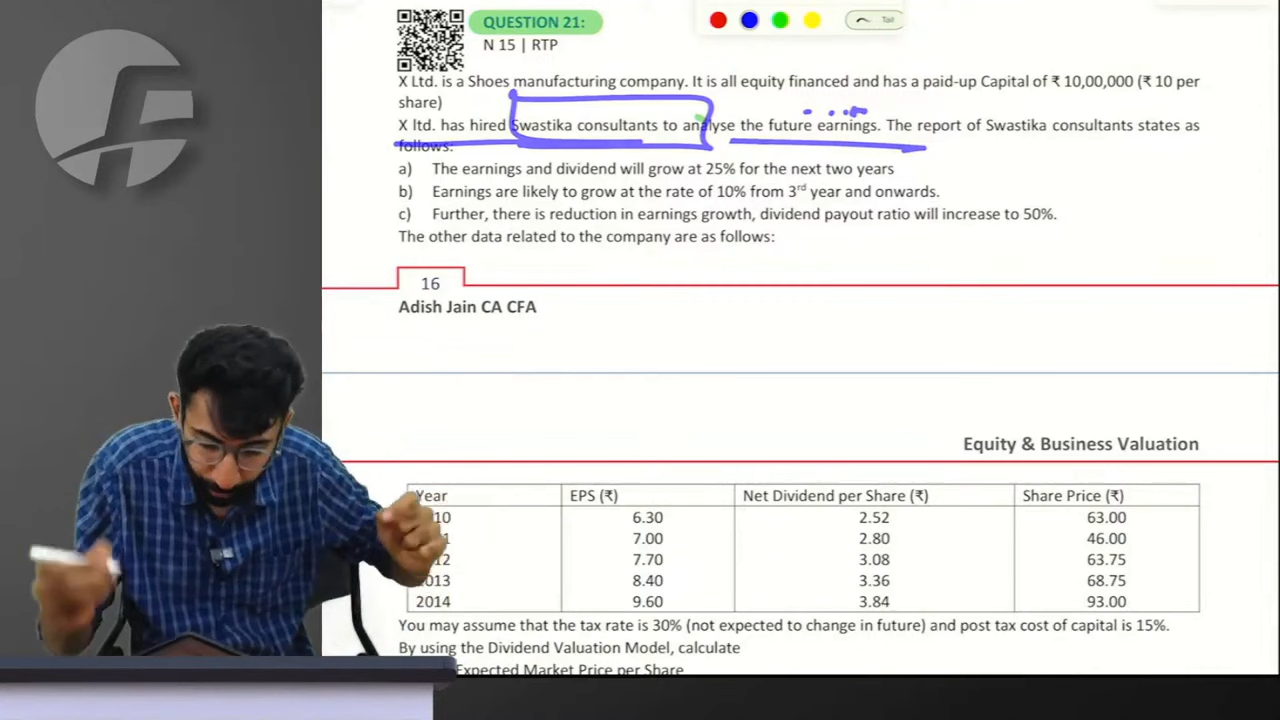 QUESTION 21:
N 15 | RTP
Tail
X Ltd. is a Shoes manufacturing company. It is all equity financed and has a paid-up Capital of ₹ 10,00,000 (₹ 10 per
share)
X ltd. has hired Swastika consultants to analyse the future earnings. The report of Swastika consultants states as
follows:
a) The earnings and dividend will grow at 25% for the next two years
b) Earnings are likely to grow at the rate of 10% from 3rd year and onwards.
c) Further, there is reduction in earnings growth, dividend payout ratio will increase to 50%.
The other data related to the company are as follows:
16
Adish Jain CA CFA
Equity & Business Valuation
Year EPS (₹) Net Dividend per Share (₹) Share Price (₹)
10 6.30 2.52 63.00
1 7.00 2.80 46.00
12 7.70 3.08 63.75
2013 8.40 3.36 68.75
2014 9.60 3.84 93.00
You may assume that the tax rate is 30% (not expected to change in future) and post tax cost of capital is 15%.
By using the Dividend Valuation Model, calculate
Expected Market Price per Share